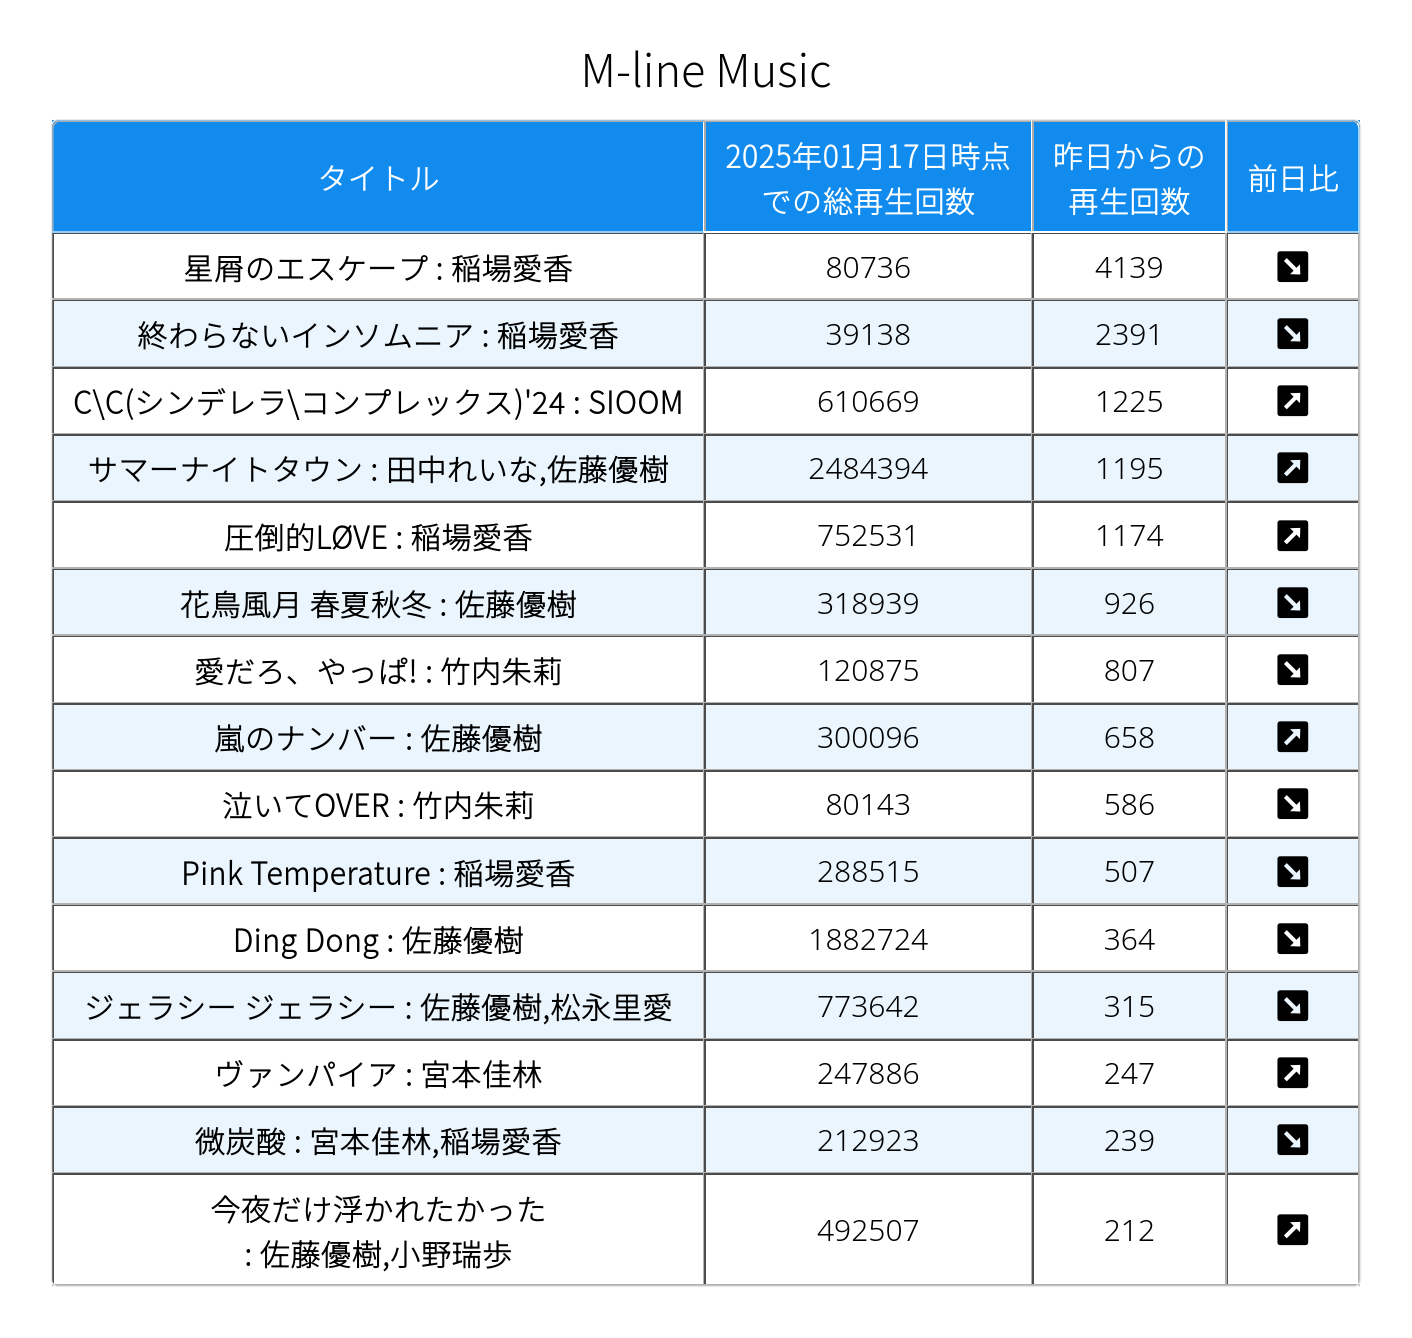 M-line Music
タイトル
2025年01月17日時点
での総再生回数
昨日からの
再生回数
前日比
星屑のエスケープ : 稲場愛香 80736 4139
終わらないインソムニア : 稲場愛香 39138 2391
C\C(シンデレラ\コンプレックス)'24 : SIOOM 610669 1225
サマーナイトタウン : 田中れいな,佐藤優樹 2484394 1195
圧倒的LØVE : 稲場愛香 752531 1174
花鳥風月 春夏秋冬 : 佐藤優樹 318939 926
愛だろ、やっぱ! : 竹内朱莉 120875 807
嵐のナンバー : 佐藤優樹 300096 658
泣いてOVER : 竹内朱莉 80143 586
Pink Temperature : 稲場愛香 288515 507
Ding Dong : 佐藤優樹 1882724 364
ジェラシー ジェラシー : 佐藤優樹,松永里愛 773642 315
ヴァンパイア : 宮本佳林 247886 247
微炭酸 : 宮本佳林,稲場愛香 212923 239
今夜だけ浮かれたかった
: 佐藤優樹,小野瑞歩 492507 212